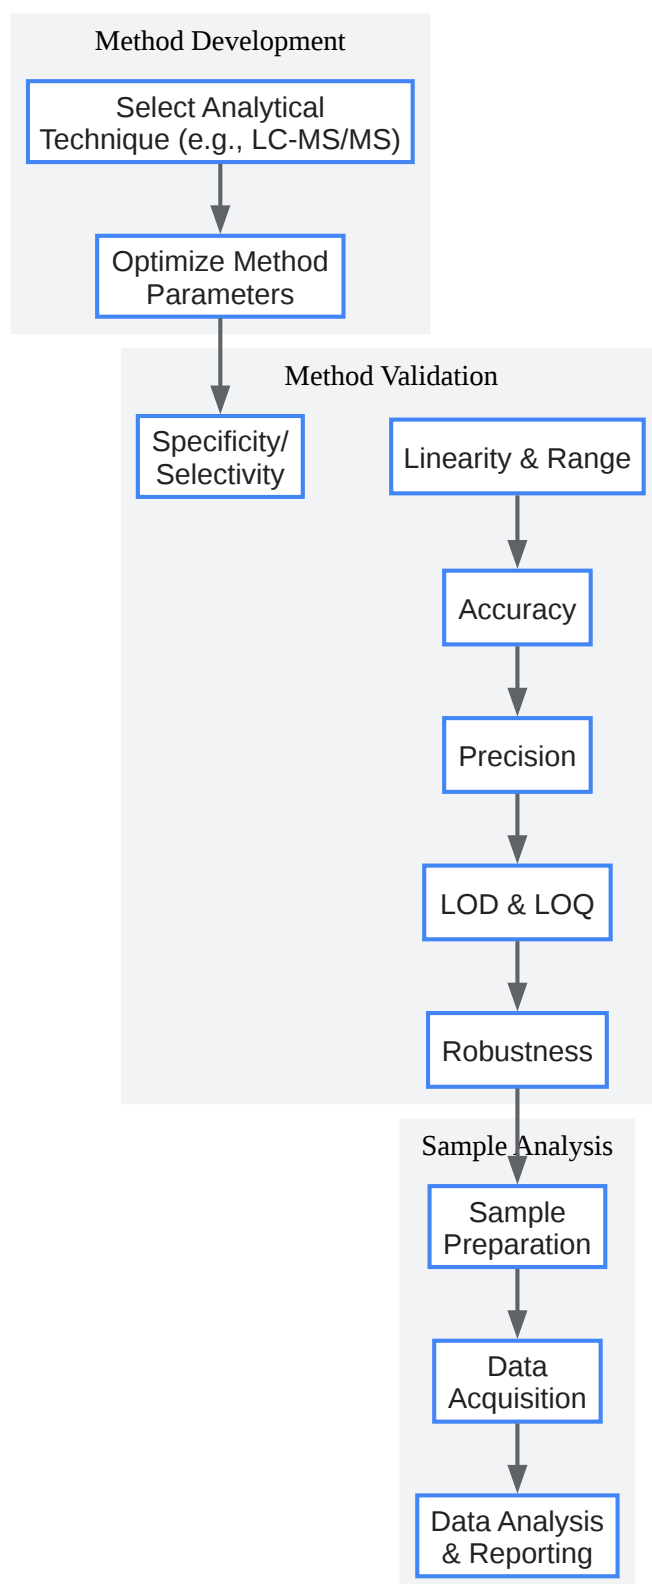 Method Development
Select Analytical
Technique (e.g., LC-MS/MS)
Optimize Method
Parameters
Method Validation
Specificity/
Selectivity
Linearity & Range
Accuracy
Precision
LOD & LOQ
Robustness
Sample Analysis
Sample
Preparation
Data
Acquisition
Data Analysis
& Reporting